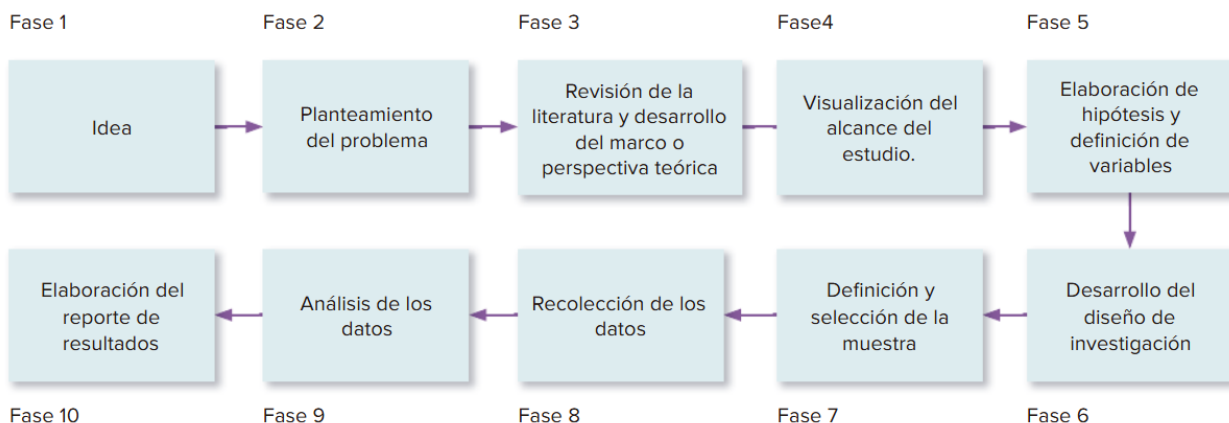 Fase 1
Fase 2
Fase 3
Fase4
Fase 5
Idea
Planteamiento
del problema
Revisión de la
literatura y desarrollo
del marco o
perspectiva teórica
Visualización del
alcance del
estudio.
Elaboración de
hipótesis y
definición de
variables
Desarrollo del
diseño de
investigación
Definición y
selección de la
muestra
Recolección de los
datos
Análisis de los
datos
Elaboración del
reporte de
resultados
Fase 10
Fase 9
Fase 8
Fase 7
Fase 6